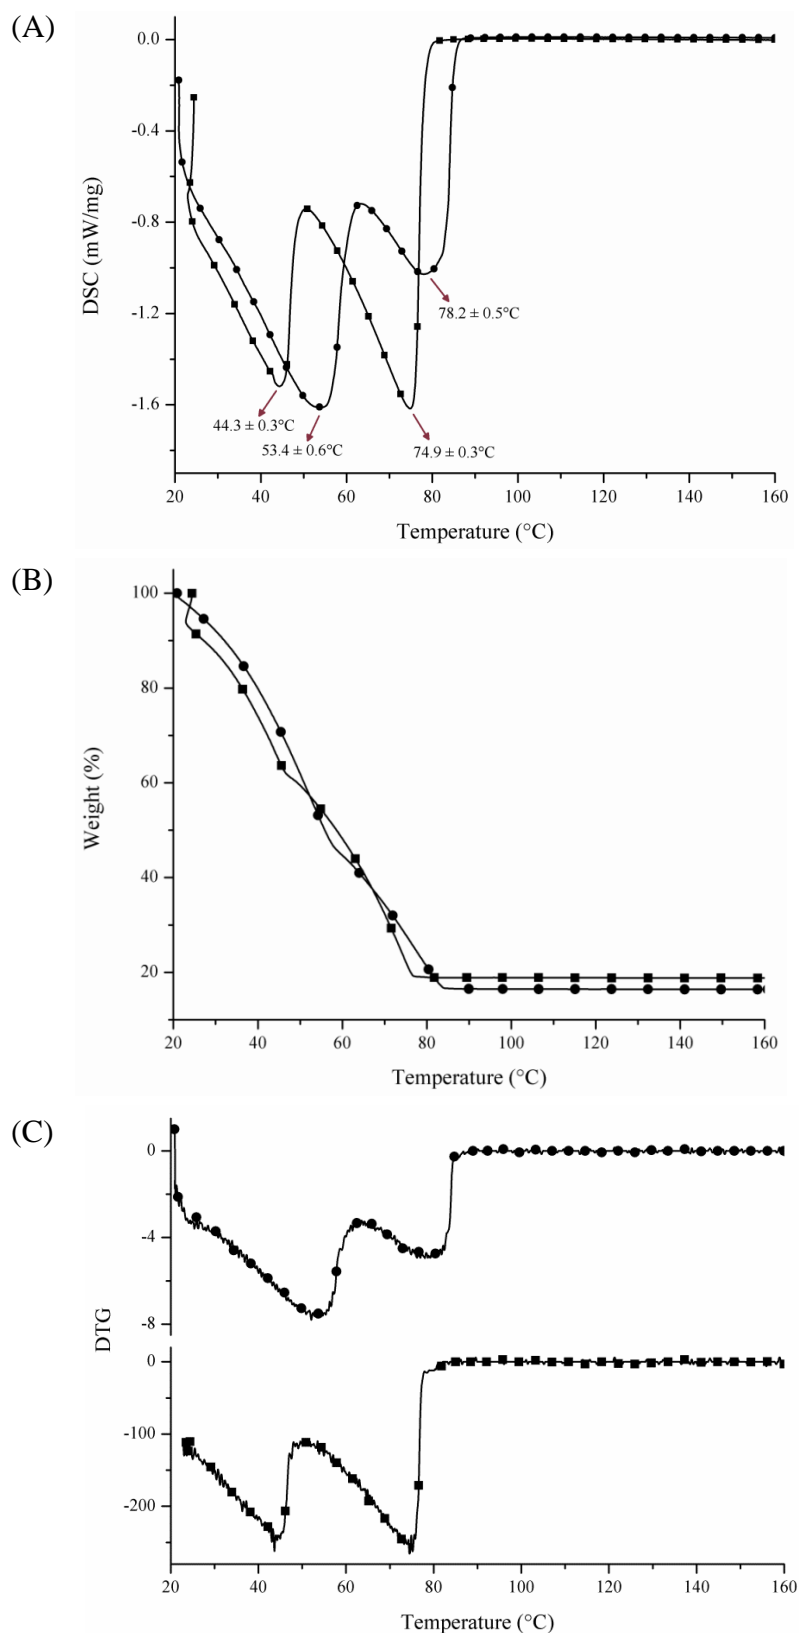 (A)
0.0
-0.4
-0.8
-1.2
-1.6
DSC (mW/mg)
78.2 ± 0.5°C
44.3 ± 0.3°C
53.4 ± 0.6°C
74.9 ± 0.3°C
20 40 60 80 100 120 140 160
Temperature (°C)
(B)
100
80
60
40
20
Weight (%)
20 40 60 80 100 120 140 160
Temperature (°C)
(C)
0
-4
-8
DTG
0
-100
-200
20 40 60 80 100 120 140 160
Temperature (°C)